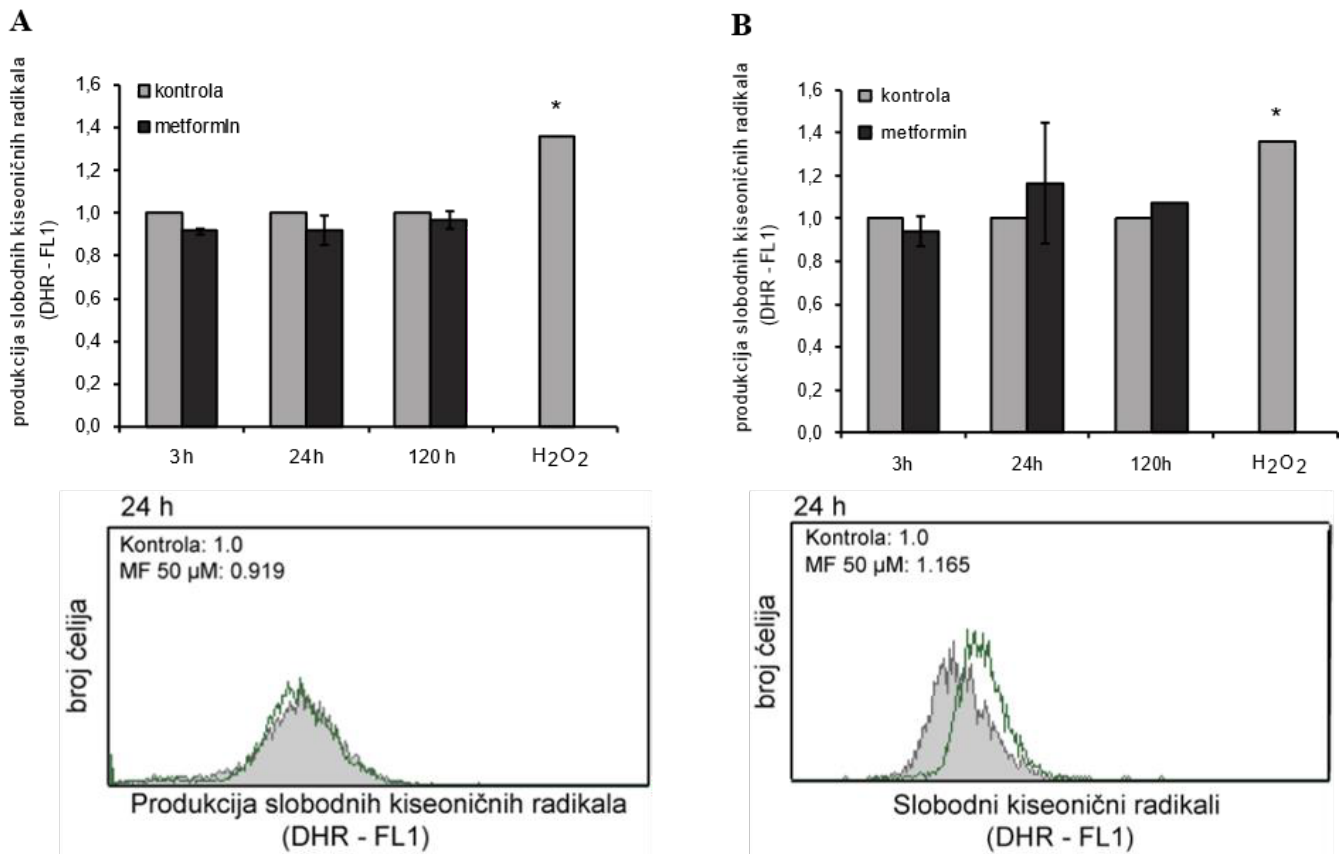 A
produkcija slobodnih kiseoničnih radikala
(DHR - FL1)
1,6
1,4
1,2
1,0
0,8
0,6
0,4
0,2
0,0
kontrola
metformIn
*
3h
24h
120 h
H₂O₂
24 h
Kontrola: 1.0
MF 50 µM: 0.919
broj ćelija
Produkcija slobodnih kiseoničnih radikala
(DHR - FL1)
B
produkcija slobodnih kiseoničnih radikala
(DHR - FL1)
1,6
1,4
1,2
1,0
0,8
0,6
0,4
0,2
0,0
kontrola
metformin
*
3h
24h
120h
H₂O₂
24 h
Kontrola: 1.0
MF 50 µM: 1.165
broj ćelija
Slobodni kiseonični radikali
(DHR - FL1)